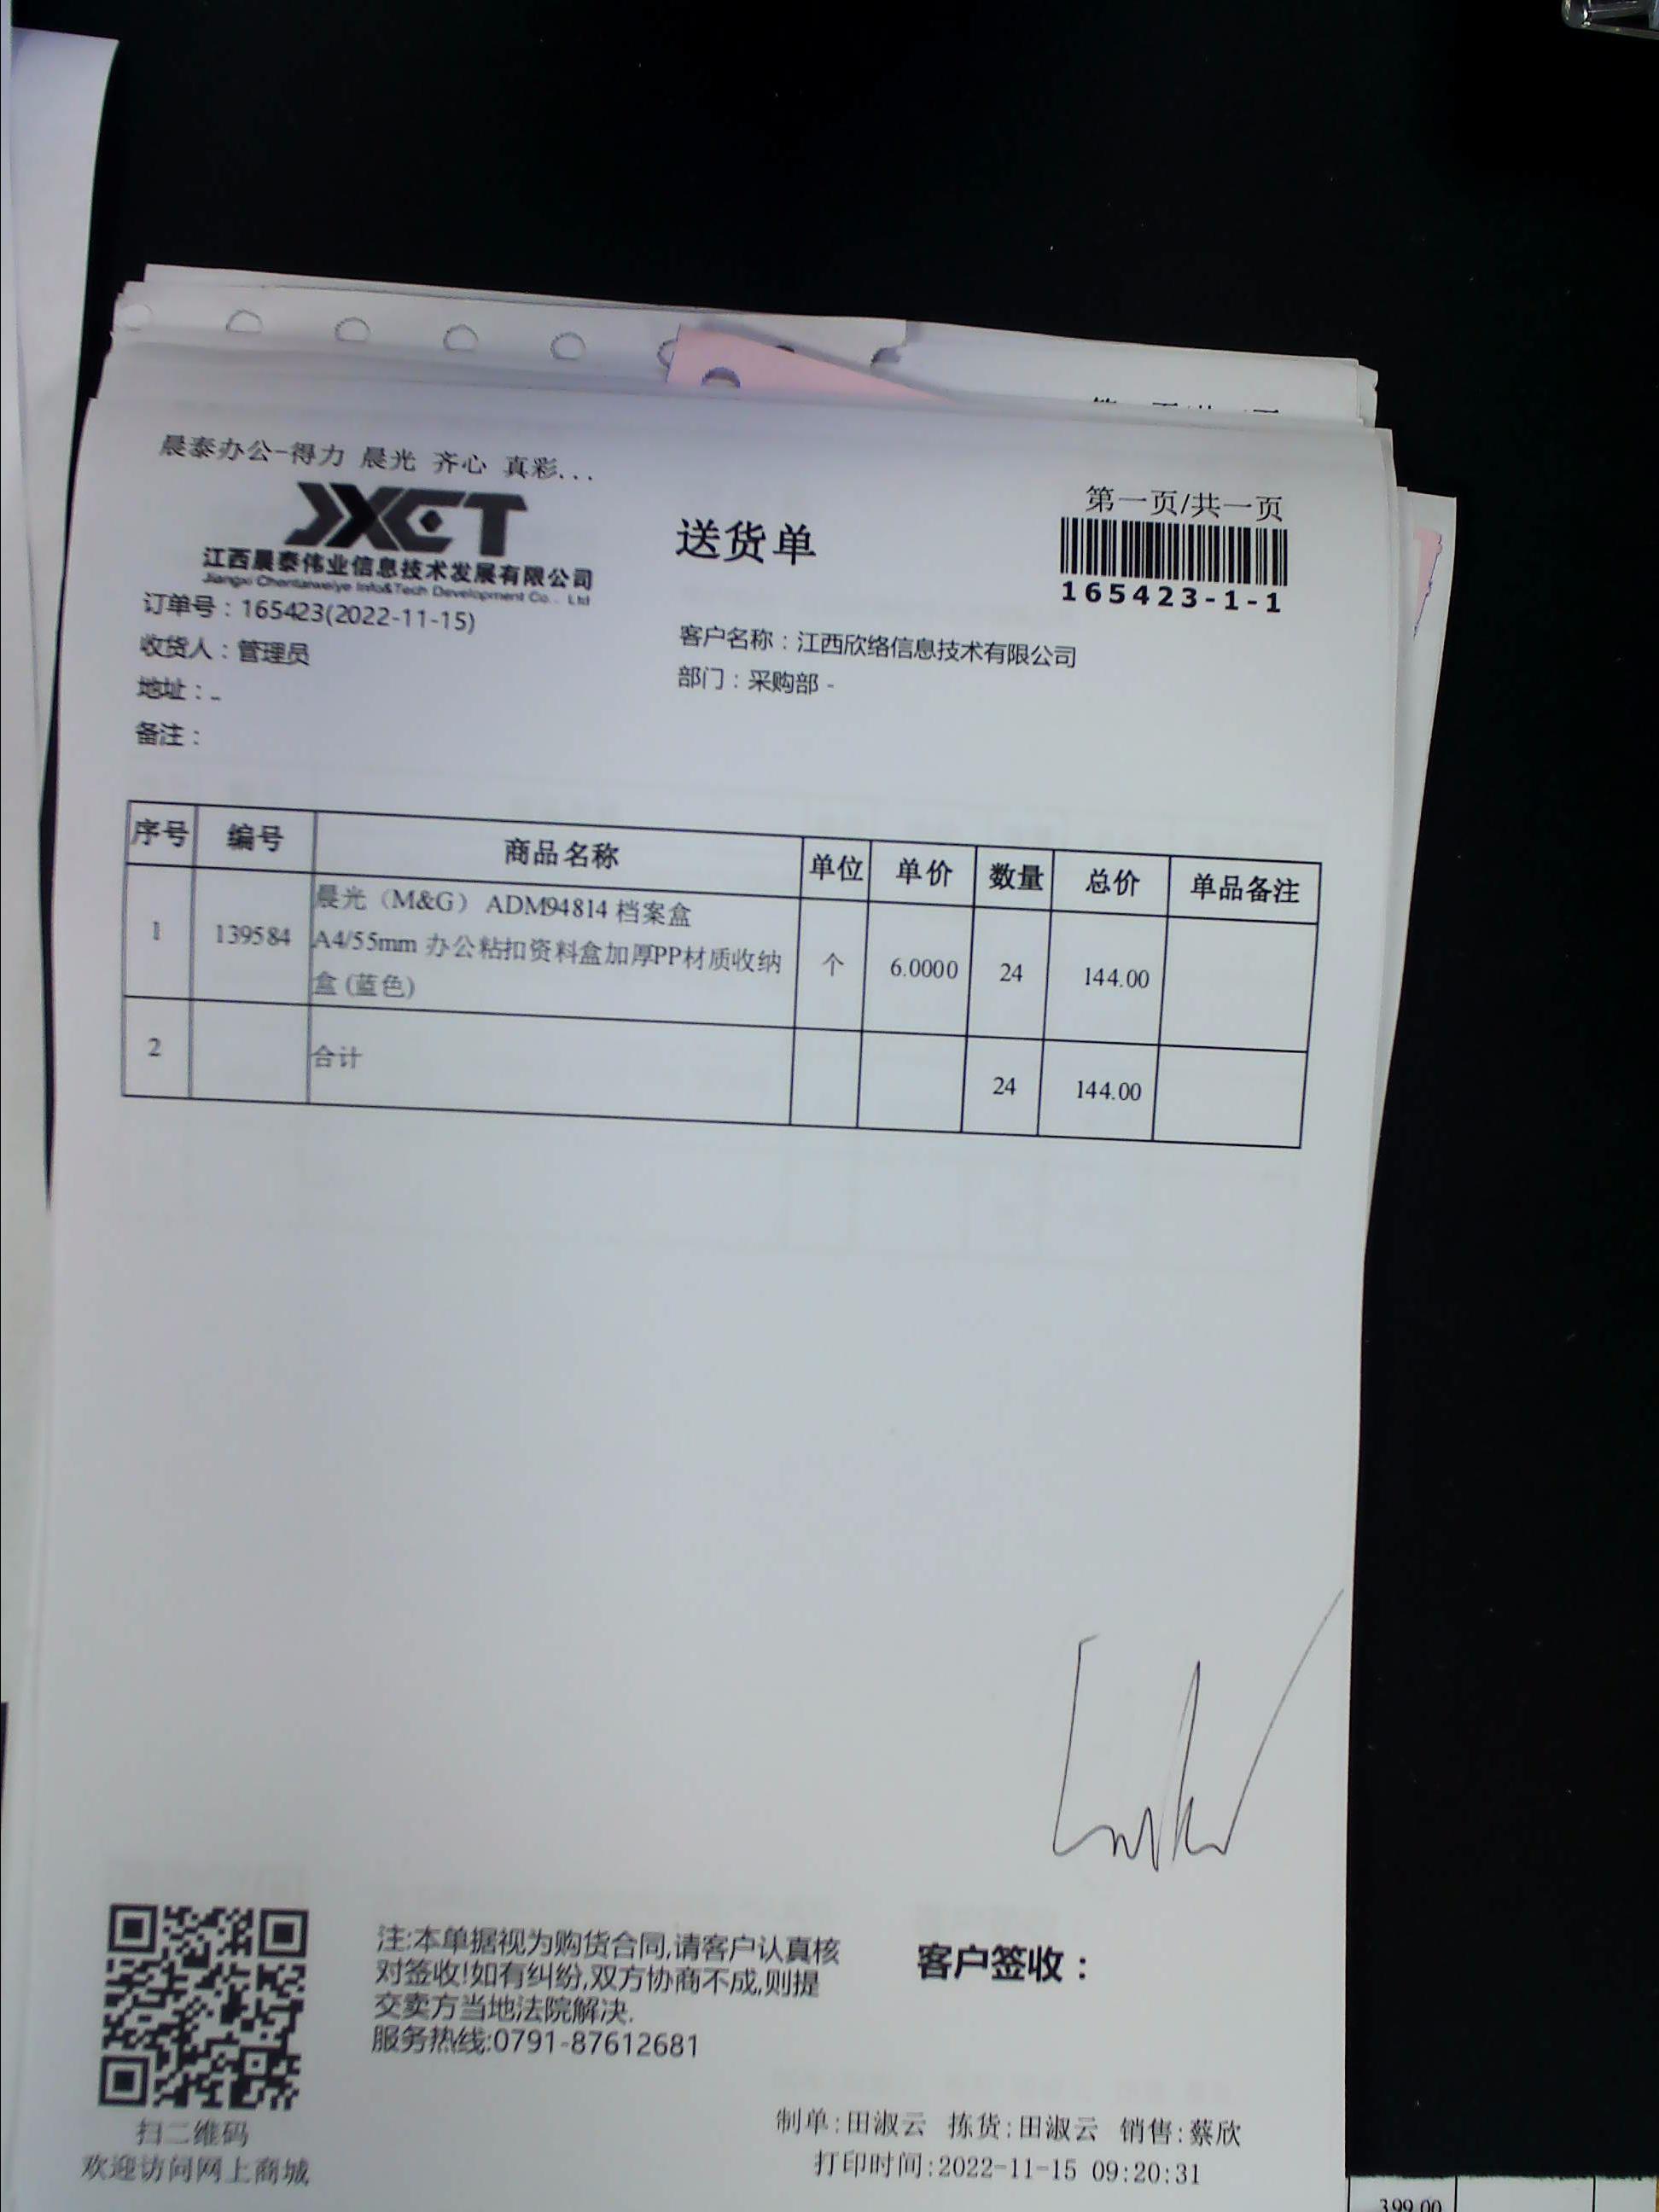 晨泰办公-得力 晨光 齐心 真彩...
JXCT
江西晨泰伟业信息技术发展有限公司
Jiangxi Chentaiweiye Info&Tech Development Co., Ltd
送货单
第一页/共一页
165423-1-1
订单号：165423(2022-11-15)
收货人：管理员
客户名称：江西欣络信息技术有限公司
地址：-
部门：采购部 -
备注：
序号 编号 商品名称 单位 单价 数量 总价 单品备注
1 139584 晨光（M&G） ADM94814 档案盒
A4/55mm 办公粘扣资料盒加厚PP材质收纳
盒 (蓝色) 个 6.0000 24 144.00
2 合计 24 144.00
注:本单据视为购货合同,请客户认真核
对签收!如有纠纷,双方协商不成,则提
交卖方当地法院解决.
服务热线:0791-87612681
客户签收：
扫二维码
欢迎访问网上商城
制单:田淑云 拣货:田淑云 销售:蔡欣
打印时间:2022-11-15 09:20:31
399.00